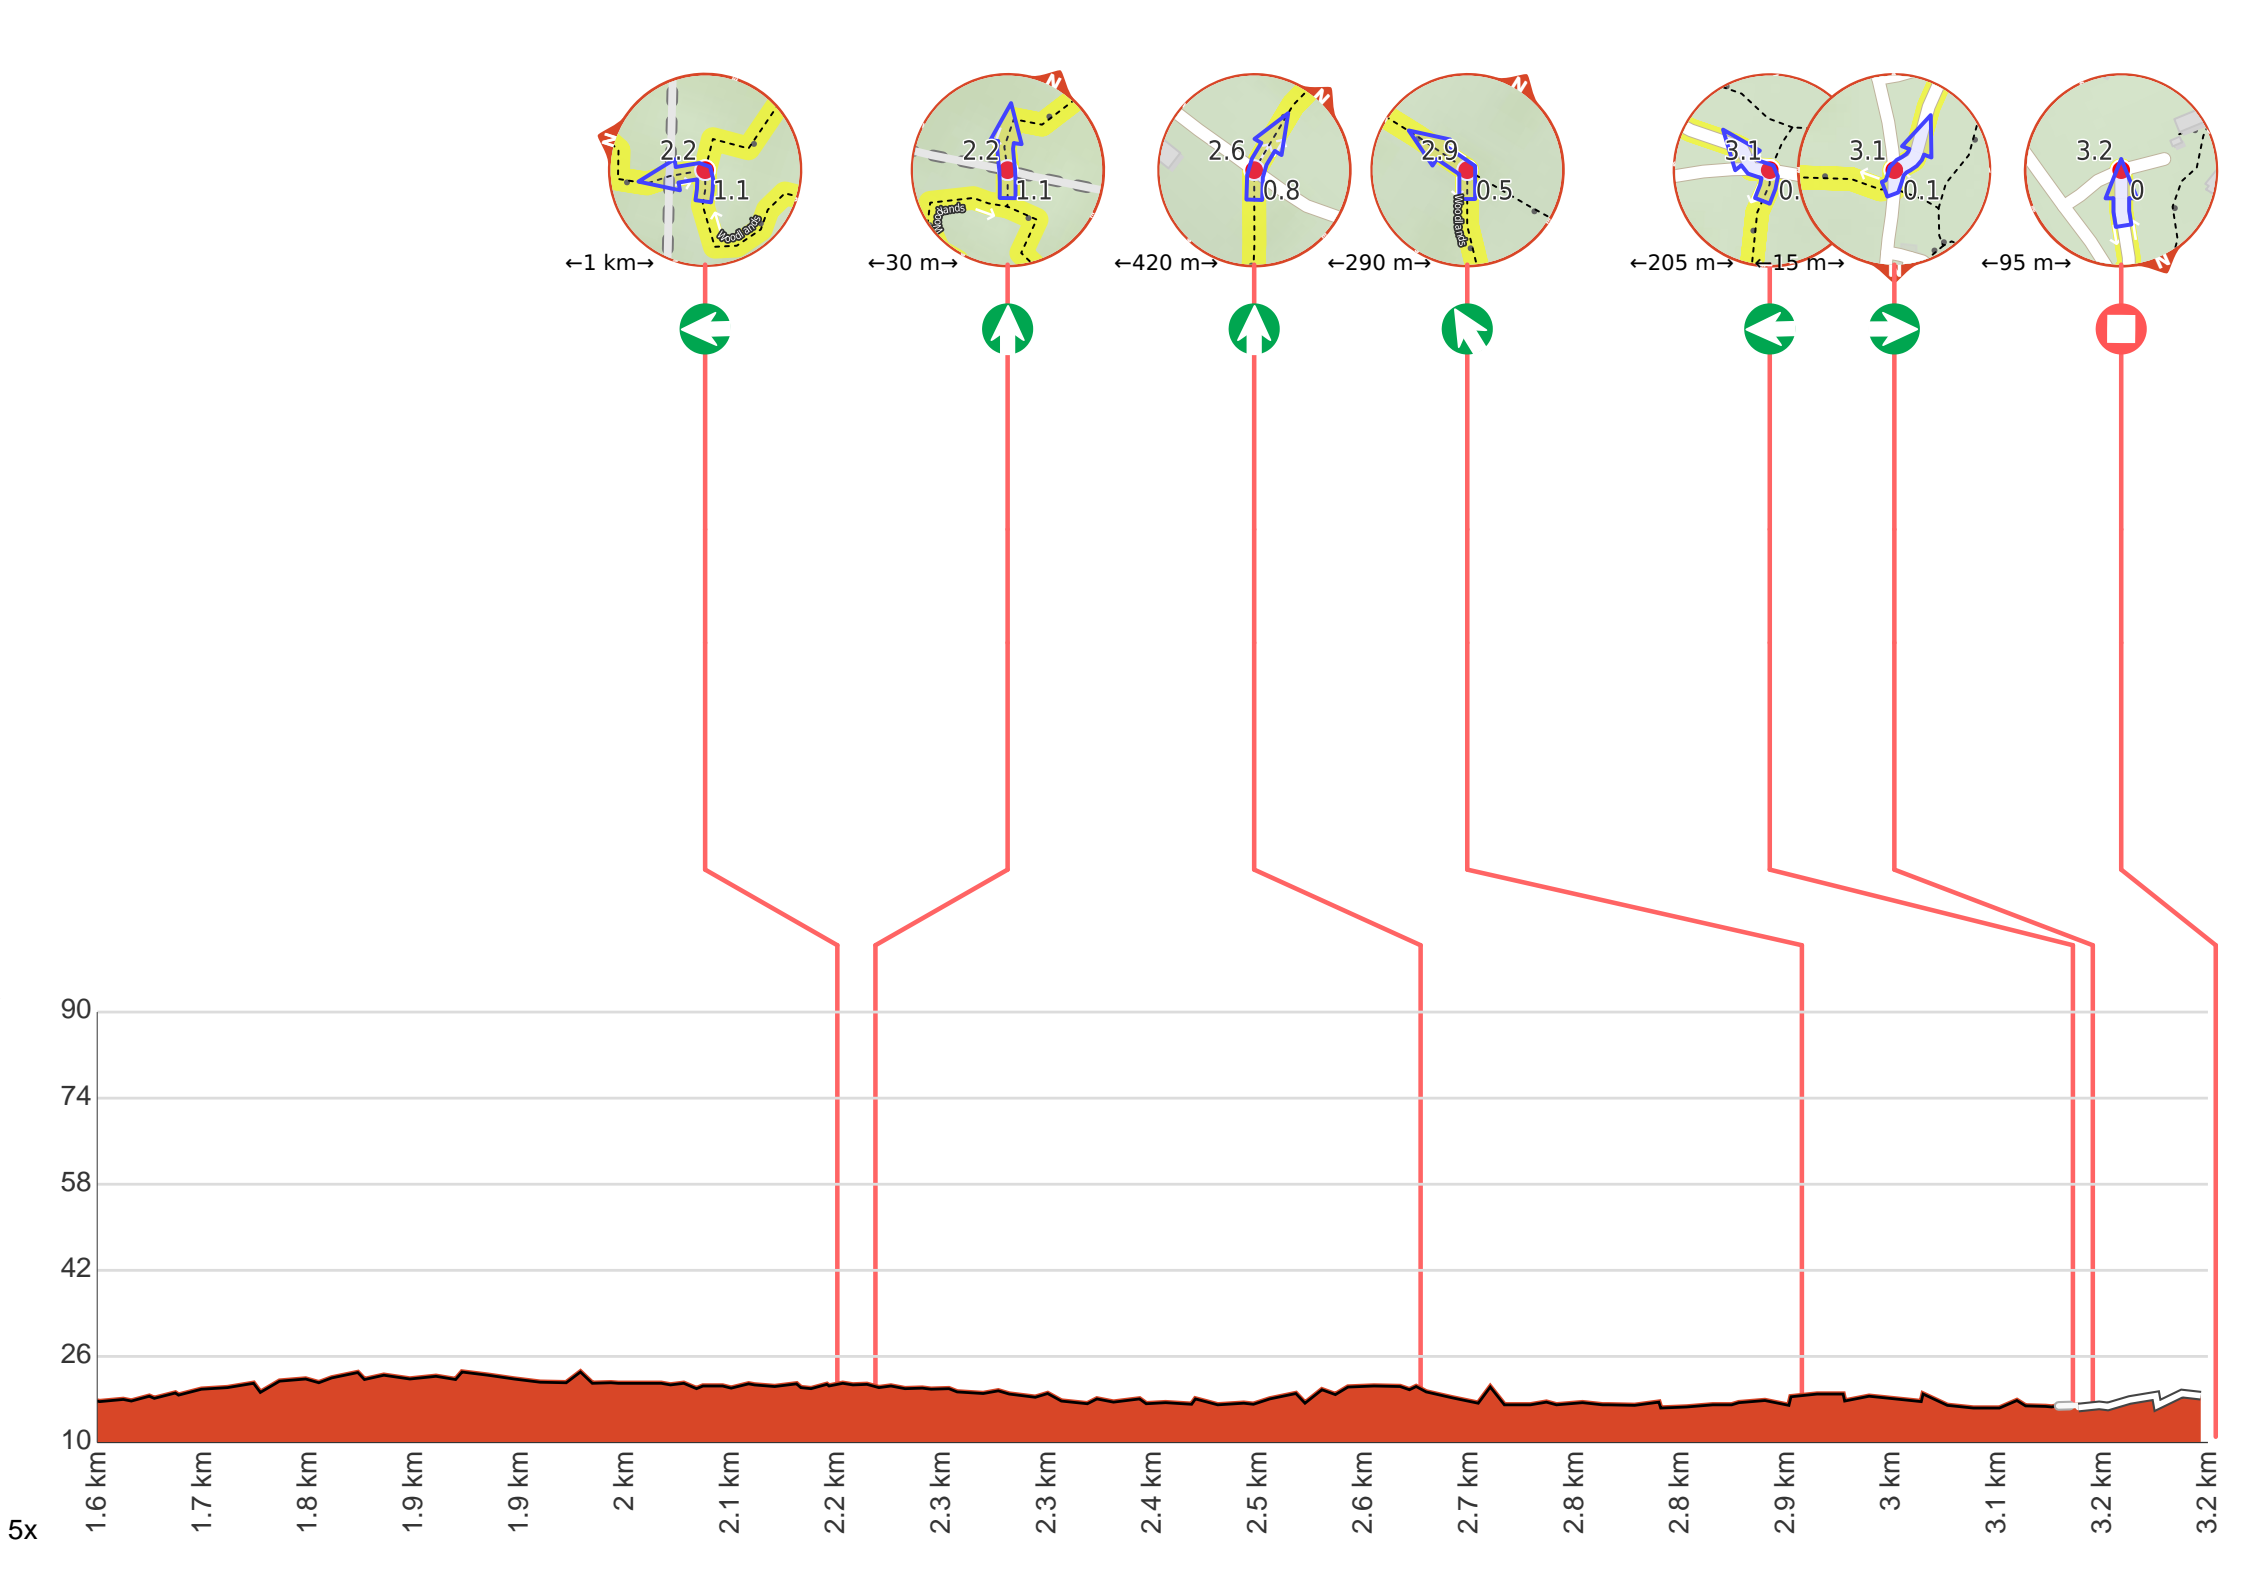 N
N
N
N
2.2
1.1
Woodlands
2.2
1.1
Woodlands
Woodlands
2.6
0.8
2.9
0.5
Woodlands
3.1
0.
3.1
0.1
N
3.2
0
N
←1 km→
←30 m→
←420 m→
←290 m→
←205 m→
←15 m→
←95 m→
90
74
58
42
26
10
1.6 km
1.7 km
1.8 km
1.9 km
1.9 km
2 km
2.1 km
2.2 km
2.3 km
2.3 km
2.4 km
2.5 km
2.6 km
2.7 km
2.8 km
2.8 km
2.9 km
3 km
3.1 km
3.2 km
3.2 km
5x